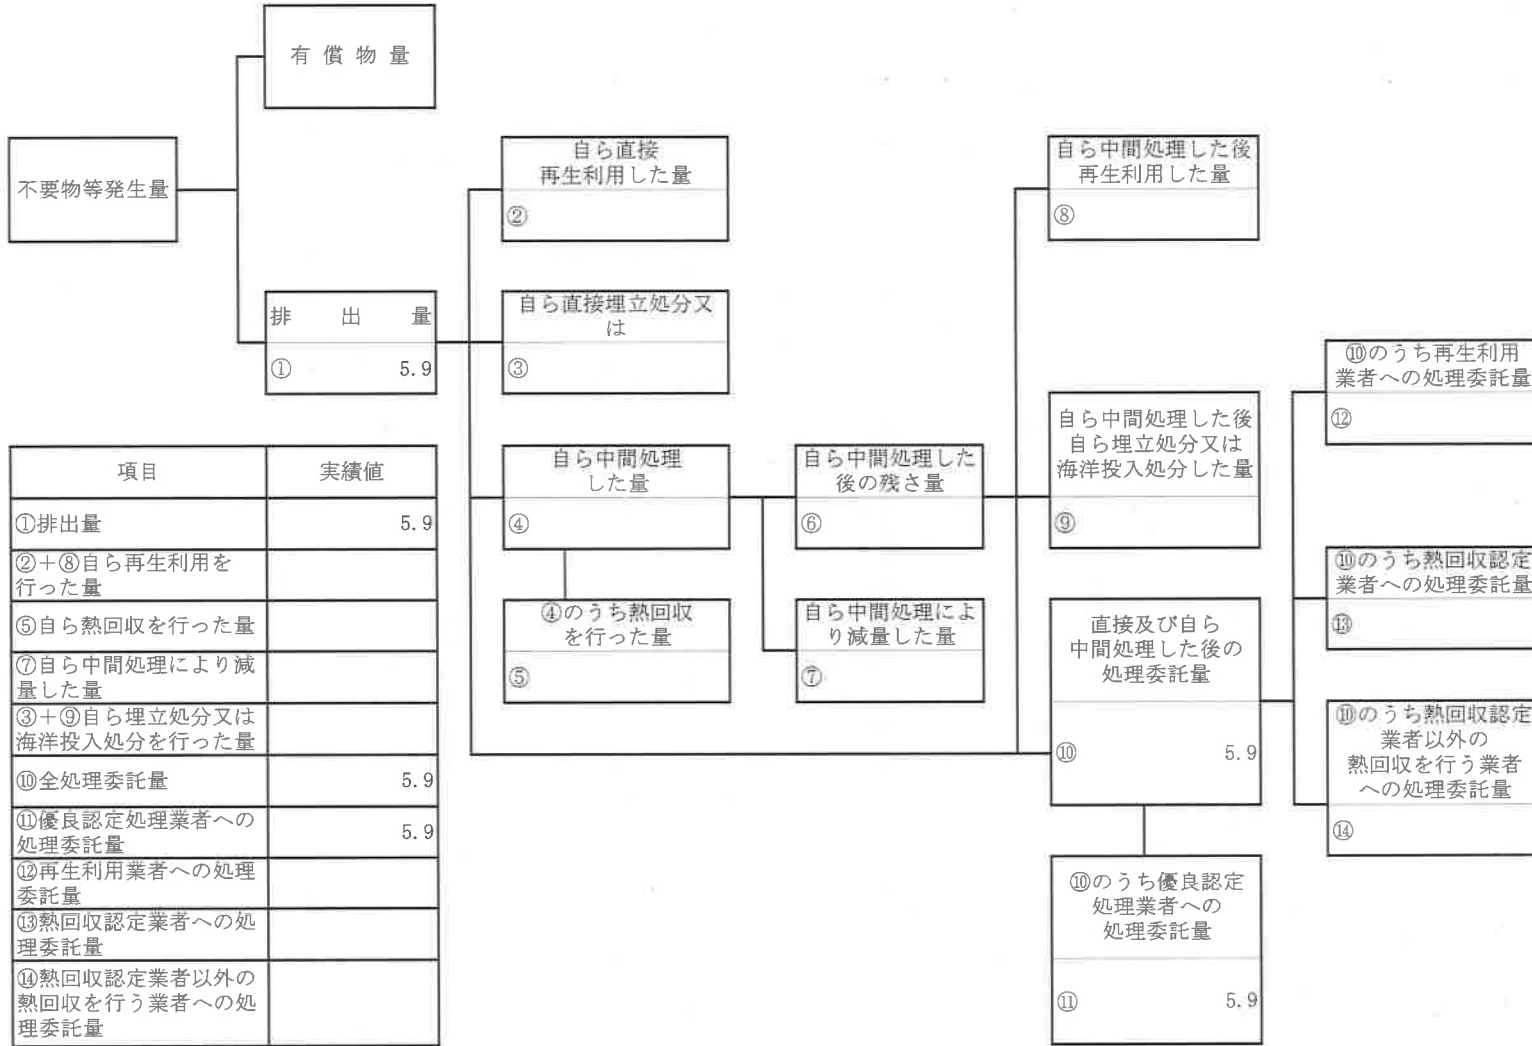 有償物量
不要物等発生量
排出量
① 5.9
自ら直接
再生利用した量
②
自ら直接埋立処分又
は
③
自ら中間処理
した量
④
④のうち熱回収
を行った量
⑤
自ら中間処理した
後の残さ量
⑥
自ら中間処理によ
り減量した量
⑦
自ら中間処理した後
再生利用した量
⑧
自ら中間処理した後
自ら埋立処分又は
海洋投入処分した量
⑨
直接及び自ら
中間処理した後の
処理委託量
⑩ 5.9
⑩のうち優良認定
処理業者への
処理委託量
⑪ 5.9
⑩のうち再生利用
業者への処理委託量
⑫
⑩のうち熱回収認定
業者への処理委託量
⑬
⑩のうち熱回収認定
業者以外の
熱回収を行う業者
への処理委託量
⑭
項目 実績値
①排出量 5.9
②+⑧自ら再生利用を
行った量
⑤自ら熱回収を行った量
⑦自ら中間処理により減
量した量
③+⑨自ら埋立処分又は
海洋投入処分を行った量
⑩全処理委託量 5.9
⑪優良認定処理業者への
処理委託量 5.9
⑫再生利用業者への処理
委託量
⑬熱回収認定業者への処
理委託量
⑭熱回収認定業者以外の
熱回収を行う業者への処
理委託量